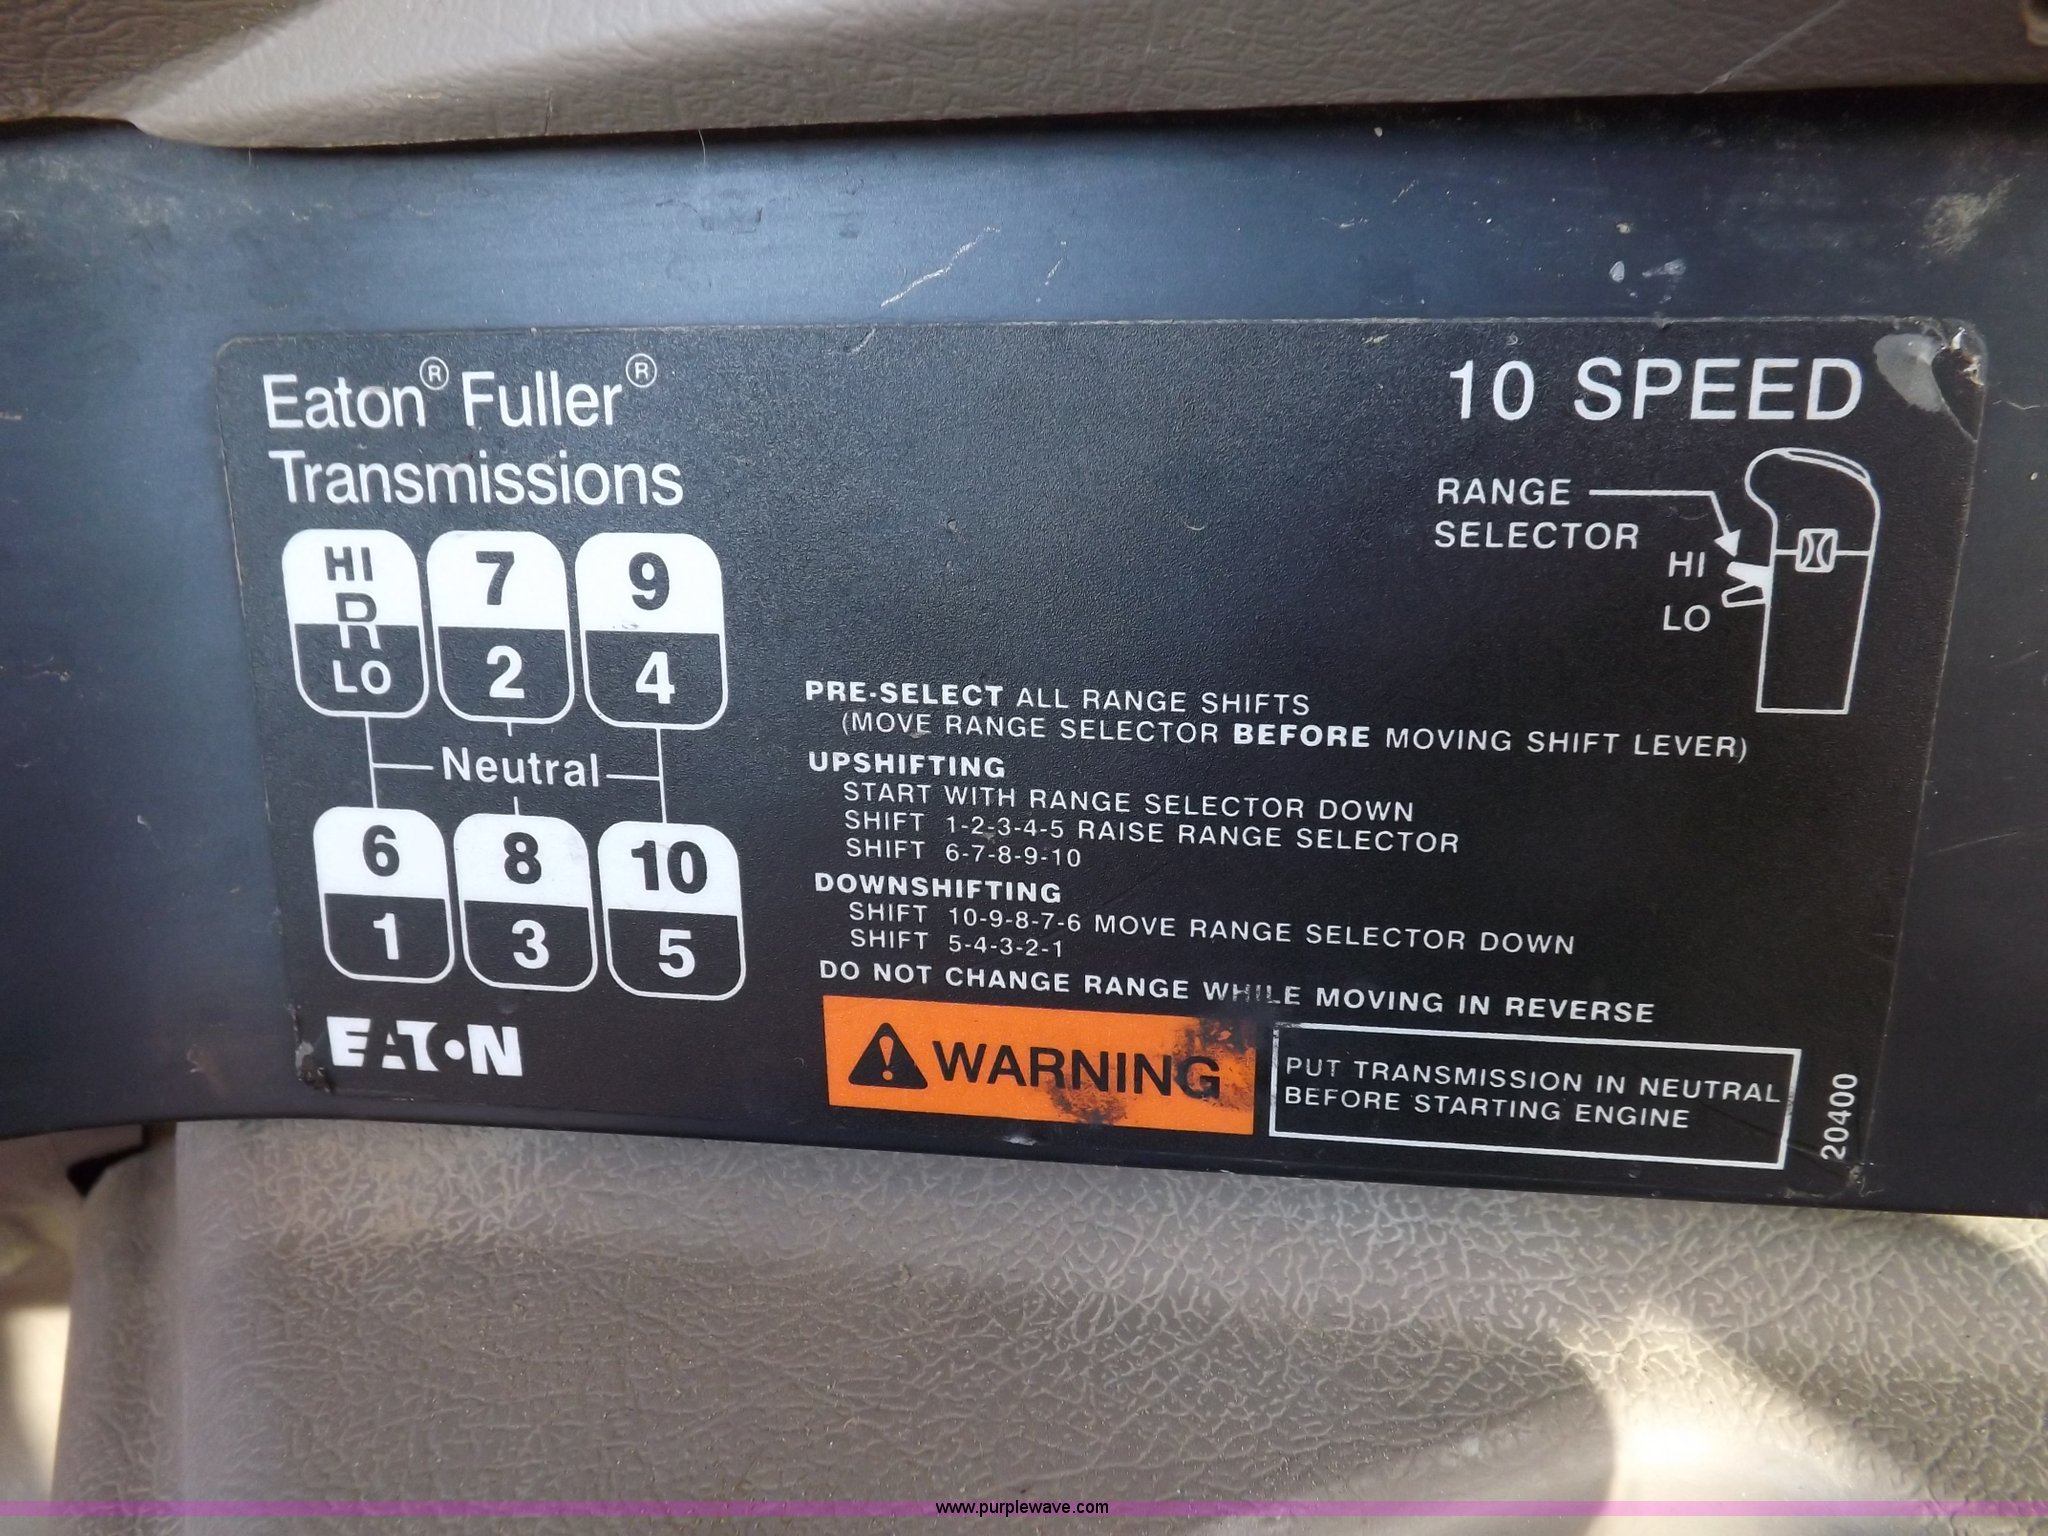 Eaton® Fuller®
Transmissions
10 SPEED
RANGE
SELECTOR
HI
LO
HI
R
LO
7
2
9
4
Neutral
6
1
8
3
10
5
PRE-SELECT ALL RANGE SHIFTS
(MOVE RANGE SELECTOR BEFORE MOVING SHIFT LEVER)
UPSHIFTING
START WITH RANGE SELECTOR DOWN
SHIFT 1-2-3-4-5 RAISE RANGE SELECTOR
SHIFT 6-7-8-9-10
DOWNSHIFTING
SHIFT 10-9-8-7-6 MOVE RANGE SELECTOR DOWN
SHIFT 5-4-3-2-1
DO NOT CHANGE RANGE WHILE MOVING IN REVERSE
EATON
WARNING
PUT TRANSMISSION IN NEUTRAL
BEFORE STARTING ENGINE
20400
www.purplewave.com